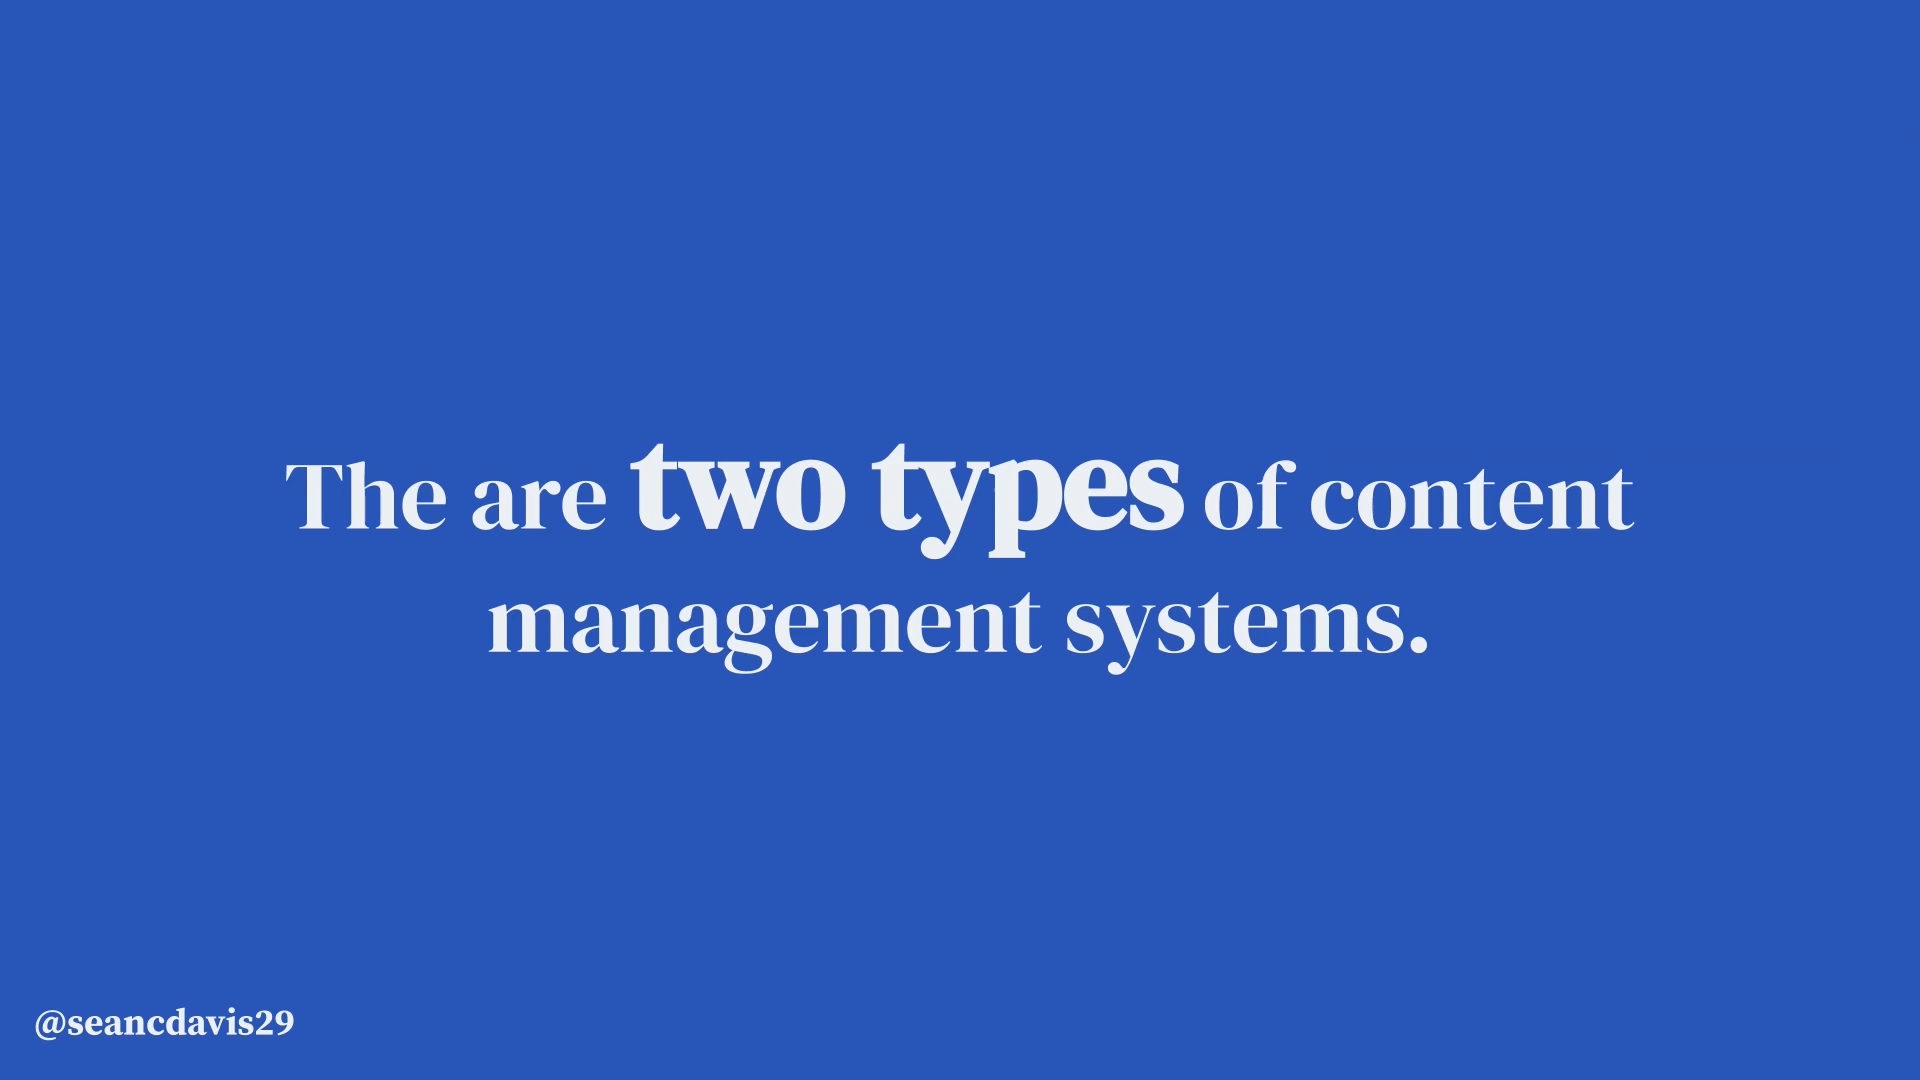 The are two types of content
management systems.
@seancdavis29